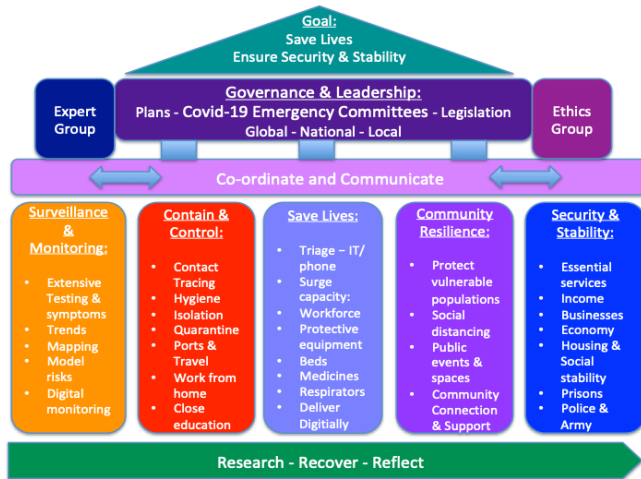 Goal:
Save Lives
Ensure Security & Stability
Expert
Group
Governance & Leadership:
Plans - Covid-19 Emergency Committees - Legislation
Global - National - Local
Ethics
Group
Co-ordinate and Communicate
Surveillance
&
Monitoring:
• Extensive
Testing &
symptoms
• Trends
• Mapping
• Model
risks
• Digital
monitoring
Contain &
Control:
• Contact
Tracing
• Hygiene
• Isolation
• Quarantine
• Ports &
Travel
• Work from
home
• Close
education
Save Lives:
• Triage – IT/
phone
• Surge
capacity:
• Workforce
• Protective
equipment
• Beds
• Medicines
• Respirators
• Deliver
Digitially
Community
Resilience:
• Protect
vulnerable
populations
• Social
distancing
• Public
events &
spaces
• Community
Connection
& Support
Security &
Stability:
• Essential
services
• Income
• Businesses
• Economy
• Housing &
Social
stability
• Prisons
• Police &
Army
Research - Recover - Reflect